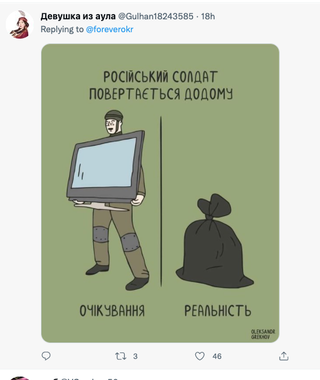 Девушка из аула @Gulhan18243585 · 18h
Replying to @foreverokr
РОСІЙСЬКИЙ СОЛДАТ
ПОВЕРТАЄТЬСЯ ДОДОМУ
ОЧІКУВАННЯ
РЕАЛЬНІСТЬ
OLEKSANDR
GREKHOV
3
46